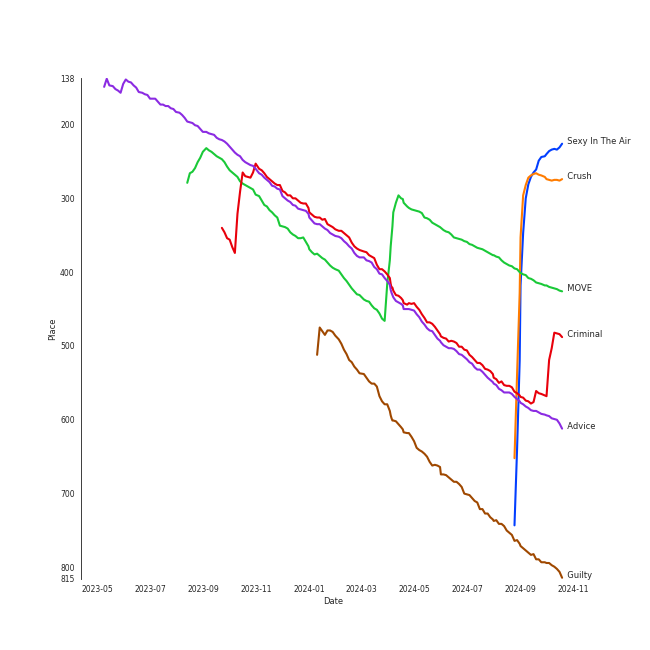 138
200
300
400
500
600
700
800
815
Place
2023-05 2023-07 2023-09 2023-11 2024-01 2024-03 2024-05 2024-07 2024-09 2024-11
Date
Sexy In The Air
Crush
MOVE
Criminal
Advice
Guilty